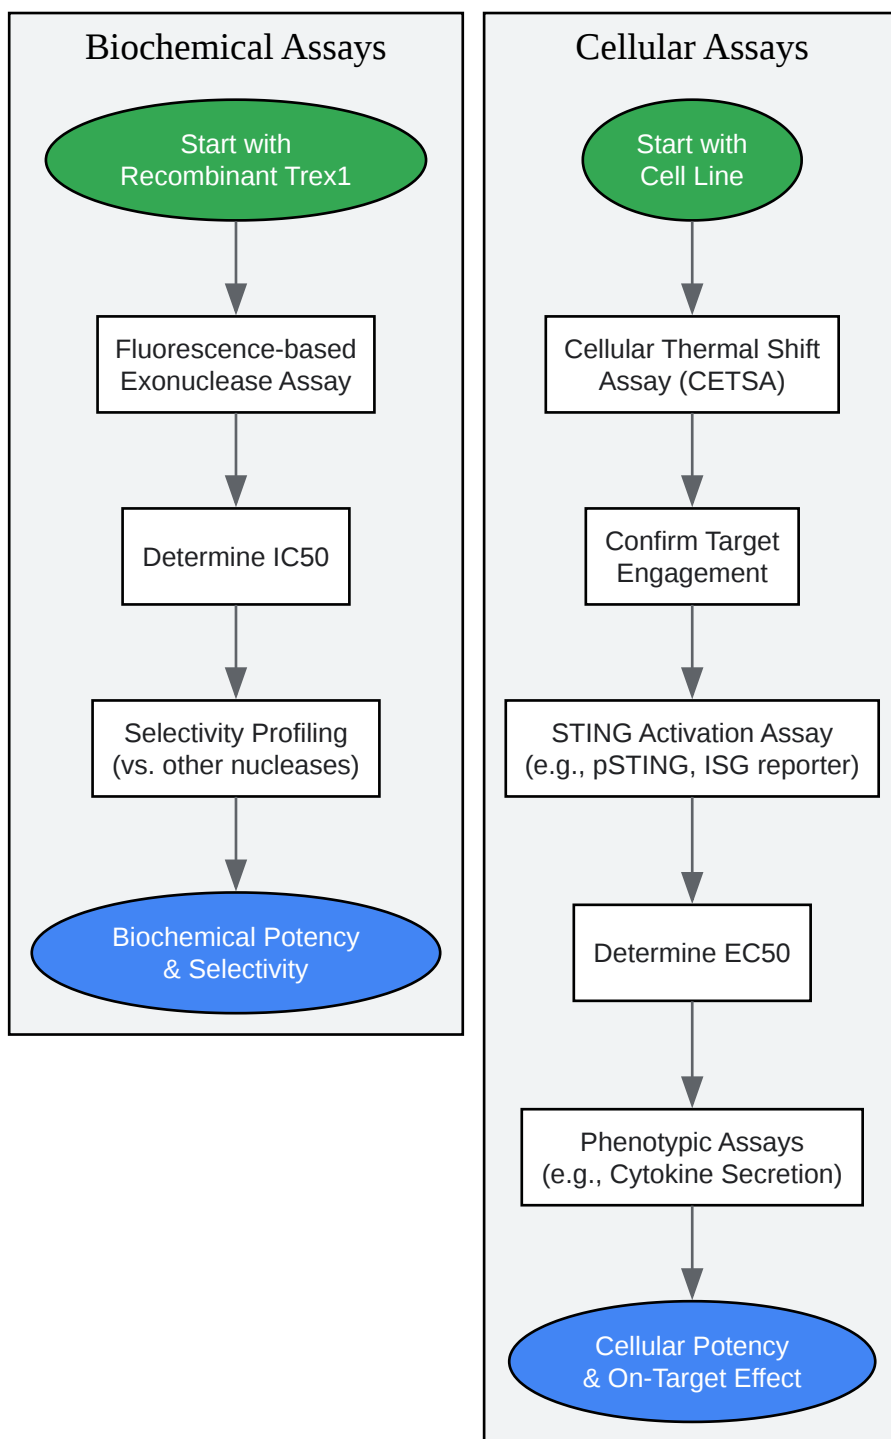 Biochemical Assays
Start with
Recombinant Trex1
Fluorescence-based
Exonuclease Assay
Determine IC50
Selectivity Profiling
(vs. other nucleases)
Biochemical Potency
& Selectivity
Cellular Assays
Start with
Cell Line
Cellular Thermal Shift
Assay (CETSA)
Confirm Target
Engagement
STING Activation Assay
(e.g., pSTING, ISG reporter)
Determine EC50
Phenotypic Assays
(e.g., Cytokine Secretion)
Cellular Potency
& On-Target Effect